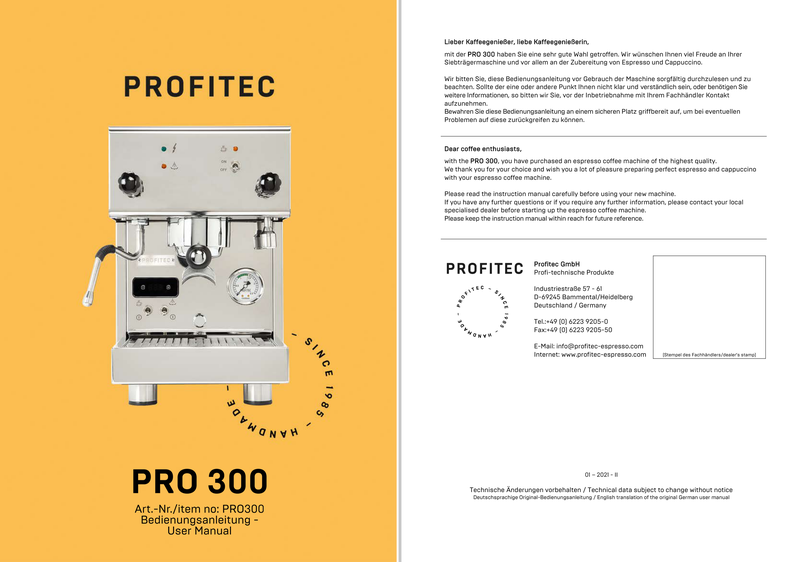 PROFITEC
ON
OFF
PROFITEC
- SINCE 1985 - HANDMADE -
PRO 300
Art.-Nr./item no: PRO300
Bedienungsanleitung -
User Manual
Lieber Kaffeegenießer, liebe Kaffeegenießerin,
mit der PRO 300 haben Sie eine sehr gute Wahl getroffen. Wir wünschen Ihnen viel Freude an Ihrer
Siebträgermaschine und vor allem an der Zubereitung von Espresso und Cappuccino.
Wir bitten Sie, diese Bedienungsanleitung vor Gebrauch der Maschine sorgfältig durchzulesen und zu
beachten. Sollte der eine oder andere Punkt Ihnen nicht klar und verständlich sein, oder benötigen Sie
weitere Informationen, so bitten wir Sie, vor der Inbetriebnahme mit Ihrem Fachhändler Kontakt
aufzunehmen.
Bewahren Sie diese Bedienungsanleitung an einem sicheren Platz griffbereit auf, um bei eventuellen
Problemen auf diese zurückgreifen zu können.
Dear coffee enthusiasts,
with the PRO 300, you have purchased an espresso coffee machine of the highest quality.
We thank you for your choice and wish you a lot of pleasure preparing perfect espresso and cappuccino
with your espresso coffee machine.
Please read the instruction manual carefully before using your new machine.
If you have any further questions or if you require any further information, please contact your local
specialised dealer before starting up the espresso coffee machine.
Please keep the instruction manual within reach for future reference.
PROFITEC
PROFITEC - SINCE 1985 - HANDMADE -
Profitec GmbH
Profi-technische Produkte
Industriestraße 57 - 61
D-69245 Bammental/Heidelberg
Deutschland / Germany
Tel.:+49 (0) 6223 9205-0
Fax:+49 (0) 6223 9205-50
E-Mail: info@profitec-espresso.com
Internet: www.profitec-espresso.com
(Stempel des Fachhändlers/dealer's stamp)
01 - 2021 - II
Technische Änderungen vorbehalten / Technical data subject to change without notice
Deutschsprachige Original-Bedienungsanleitung / English translation of the original German user manual